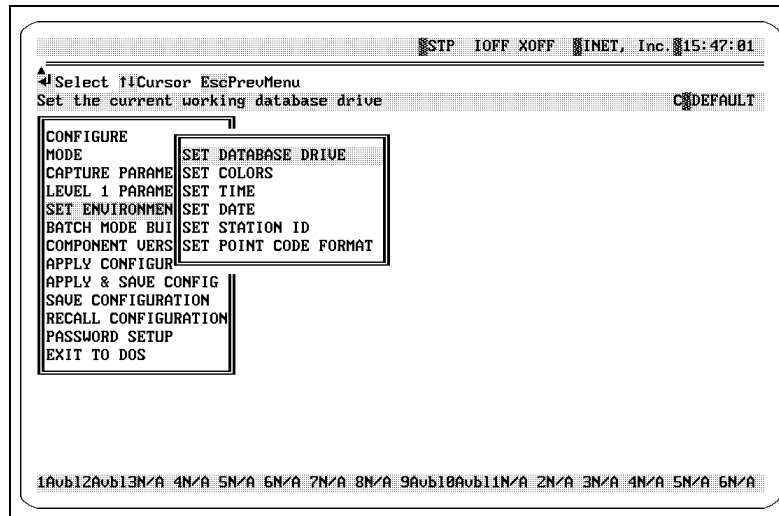 STP IOFF XOFF INET, Inc. 15:47:01
Select ↑↓Cursor EscPrevMenu
Set the current working database drive C DEFAULT
CONFIGURE
MODE
CAPTURE PARAME
LEVEL 1 PARAME
SET ENVIRONMEN
BATCH MODE BUI
COMPONENT VERS
APPLY CONFIGUR
APPLY & SAVE CONFIG
SAVE CONFIGURATION
RECALL CONFIGURATION
PASSWORD SETUP
EXIT TO DOS
SET DATABASE DRIVE
SET COLORS
SET TIME
SET DATE
SET STATION ID
SET POINT CODE FORMAT
1Avbl2Avbl3N/A 4N/A 5N/A 6N/A 7N/A 8N/A 9Avbl0Avbl1N/A 2N/A 3N/A 4N/A 5N/A 6N/A